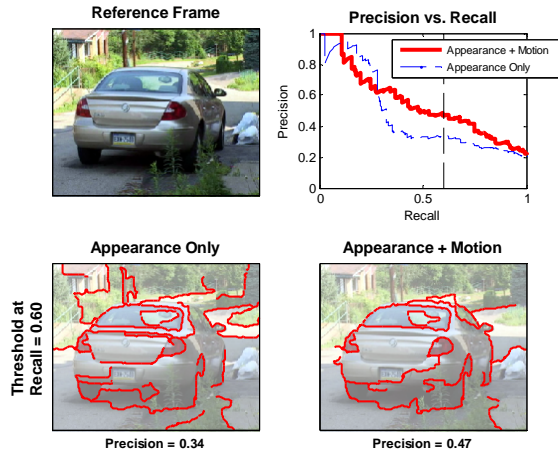 Reference Frame
Precision vs. Recall
Appearance + Motion
Appearance Only
Precision
1
0.8
0.6
0.4
0.2
0
0
0.5
1
Recall
Appearance Only
Appearance + Motion
Threshold at
Recall = 0.60
Precision = 0.34
Precision = 0.47